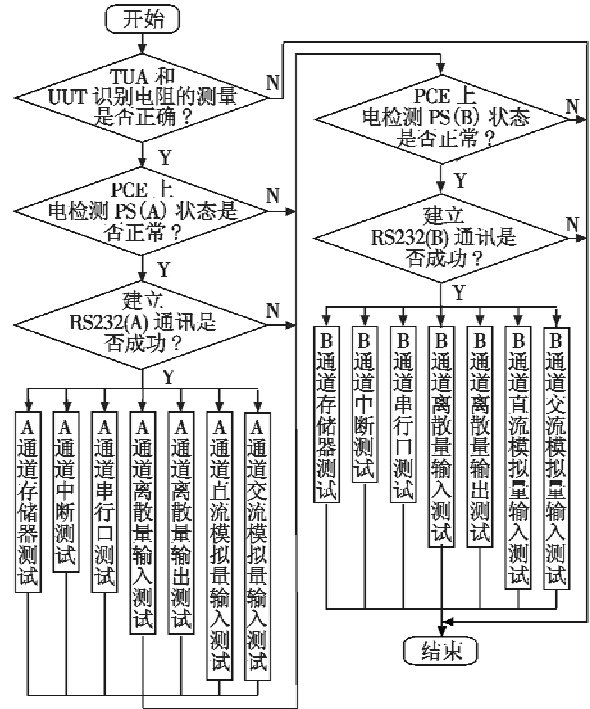 开始
TUA 和
UUT 识别电阻的测量
是否正确？
N
Y
PCE 上
电检测 PS(A) 状态是
否正常？
N
Y
建立
RS232(A) 通讯是
否成功？
N
Y
A通道存储器测试
A通道中断测试
A通道串行口测试
A通道离散量输入测试
A通道离散量输出测试
A通道直流模拟量输入测试
A通道交流模拟量输入测试
PCE 上
电检测 PS(B) 状态
是否正常？
N
Y
建立
RS232(B) 通讯是
否成功？
N
Y
B通道存储器测试
B通道中断测试
B通道串行口测试
B通道离散量输入测试
B通道离散量输出测试
B通道直流模拟量输入测试
B通道交流模拟量输入测试
结束